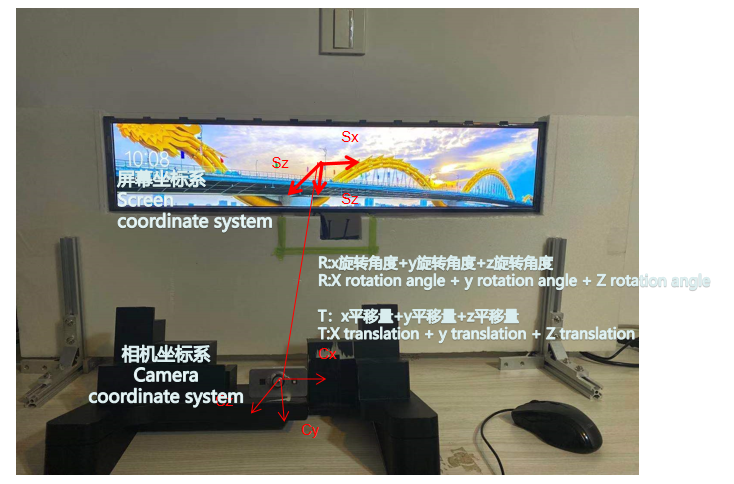 Sx
Sz
10:08
屏幕坐标系
Screen
coordinate system
Sz
R:x旋转角度+y旋转角度+z旋转角度
R:X rotation angle + y rotation angle + Z rotation angle
T：x平移量+y平移量+z平移量
T:X translation + y translation + Z translation
相机坐标系
Camera
coordinate system
Cx
Cz
Cy